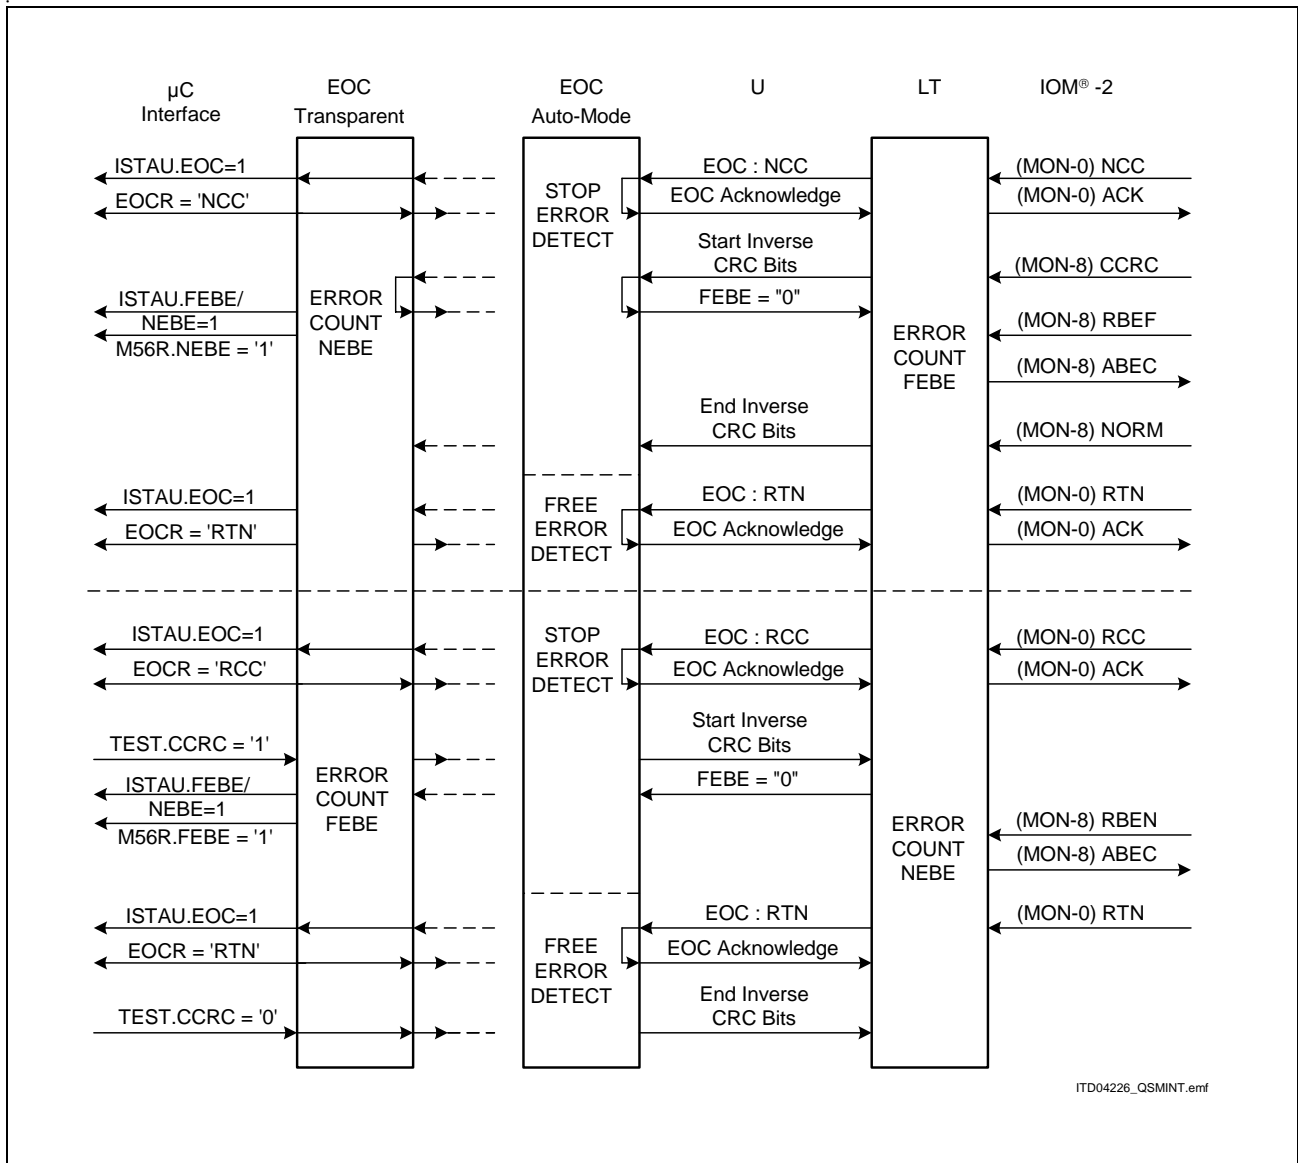 µC
Interface
EOC
Transparent
EOC
Auto-Mode
U
LT
IOM® -2
ISTAU.EOC=1
EOCR = 'NCC'
STOP
ERROR
DETECT
EOC : NCC
EOC Acknowledge
(MON-0) NCC
(MON-0) ACK
Start Inverse
CRC Bits
FEBE = "0"
(MON-8) CCRC
ISTAU.FEBE/
NEBE=1
M56R.NEBE = '1'
ERROR
COUNT
NEBE
ERROR
COUNT
FEBE
(MON-8) RBEF
(MON-8) ABEC
End Inverse
CRC Bits
(MON-8) NORM
ISTAU.EOC=1
EOCR = 'RTN'
FREE
ERROR
DETECT
EOC : RTN
EOC Acknowledge
(MON-0) RTN
(MON-0) ACK
ISTAU.EOC=1
EOCR = 'RCC'
STOP
ERROR
DETECT
EOC : RCC
EOC Acknowledge
(MON-0) RCC
(MON-0) ACK
TEST.CCRC = '1'
Start Inverse
CRC Bits
ISTAU.FEBE/
NEBE=1
M56R.FEBE = '1'
ERROR
COUNT
FEBE
FEBE = "0"
ERROR
COUNT
NEBE
(MON-8) RBEN
(MON-8) ABEC
ISTAU.EOC=1
EOCR = 'RTN'
FREE
ERROR
DETECT
EOC : RTN
EOC Acknowledge
(MON-0) RTN
TEST.CCRC = '0'
End Inverse
CRC Bits
ITD04226_QSMINT.emf